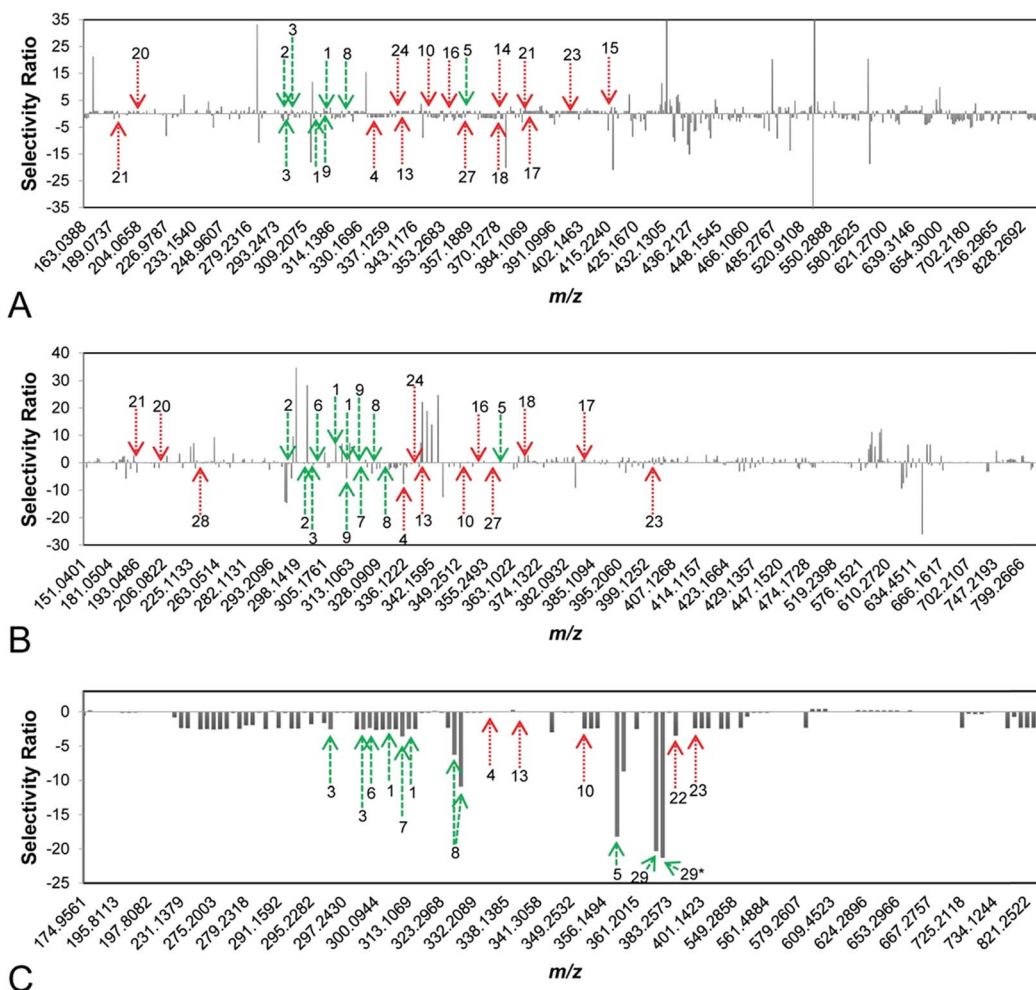 35
25
15
5
-5
-15
-25
-35
Selectivity Ratio
20 2 3 1 8 24 10 16 5 14 21 23 15
21 3 1 9 4 13 27 18 17
163.0388 189.0737 204.0658 226.9787 233.1540 248.9607 279.2316 293.2473 309.2075 314.1386 330.1696 337.1259 343.1176 353.2683 357.1889 370.1278 384.1069 391.0996 402.1463 415.2240 425.1670 432.1305 436.2127 448.1545 466.1060 485.2767 520.9108 550.2888 580.2625 621.2700 639.3146 654.3000 702.2180 736.2965 828.2692
m/z
A
40
30
20
10
0
-10
-20
-30
Selectivity Ratio
21 20 2 6 1 1 9 8 24 16 5 18 17
28 2 3 9 7 8 4 13 10 27 23
151.0401 181.0504 193.0486 206.0822 225.1133 263.0514 282.1131 293.2096 298.1419 305.1761 313.1063 328.0909 336.1222 342.1595 349.2512 355.2493 363.1022 374.1322 382.0932 385.1094 395.2060 399.1252 407.1268 414.1157 423.1664 429.1357 447.1520 474.1728 519.2398 576.1521 610.2720 634.4511 666.1617 702.2107 747.2193 799.2666
m/z
B
0
-5
-10
-15
-20
-25
Selectivity Ratio
3 3 6 1 7 1 8 4 13 10 5 29 29* 22 23
174.9561 195.8113 197.8082 231.1379 275.2003 279.2318 291.1592 295.2282 297.2430 300.0944 313.1069 323.2968 332.2089 338.1385 341.3058 349.2532 356.1494 361.2015 383.2573 401.1423 549.2858 561.4884 579.2607 609.4523 624.2896 653.2966 667.2757 725.2118 734.1244 821.2522
m/z
C